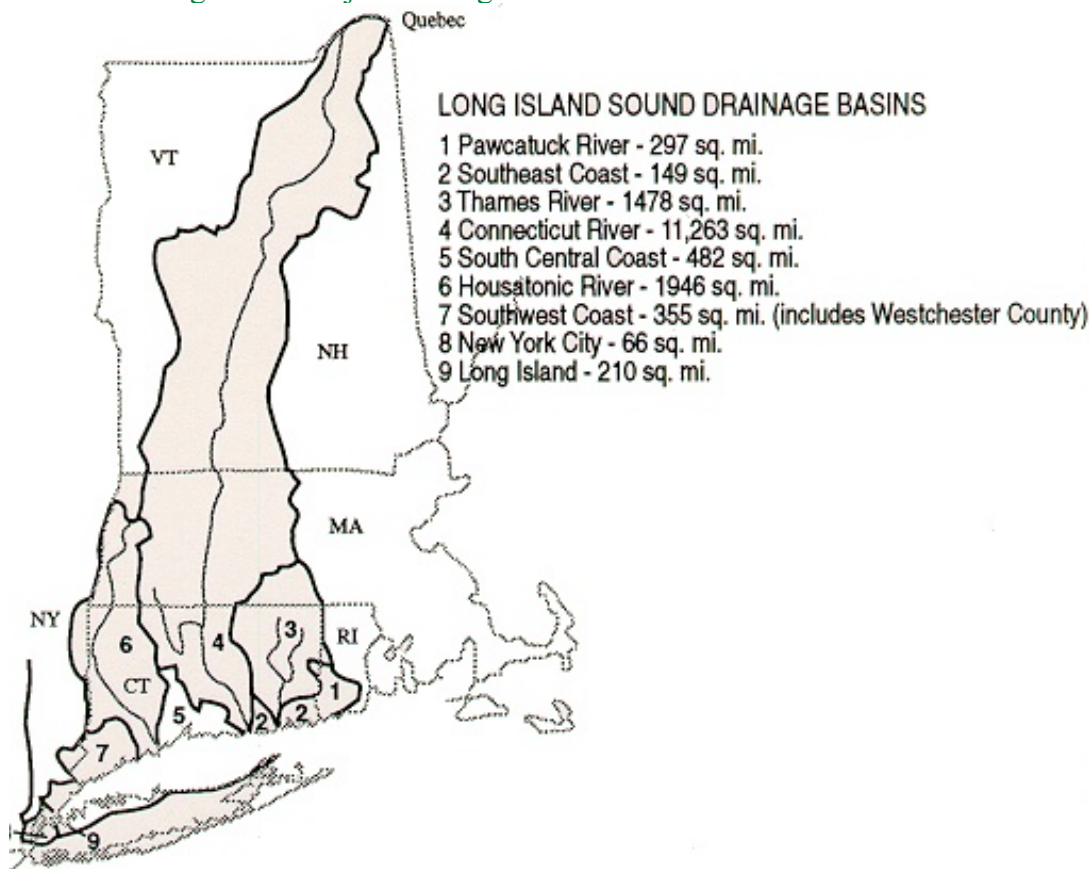 Quebec
LONG ISLAND SOUND DRAINAGE BASINS
1 Pawcatuck River - 297 sq. mi.
2 Southeast Coast - 149 sq. mi.
3 Thames River - 1478 sq. mi.
4 Connecticut River - 11,263 sq. mi.
5 South Central Coast - 482 sq. mi.
6 Housatonic River - 1946 sq. mi.
7 Southwest Coast - 355 sq. mi. (includes Westchester County)
8 New York City - 66 sq. mi.
9 Long Island - 210 sq. mi.
VT
NH
MA
NY
6
4
3
RI
CT
1
5
2
2
7
9